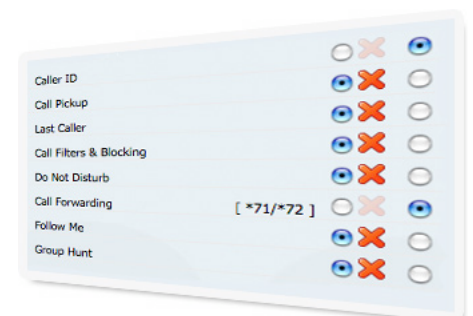 Caller ID
Call Pickup
Last Caller
Call Filters & Blocking
Do Not Disturb
Call Forwarding [ *71/*72 ]
Follow Me
Group Hunt